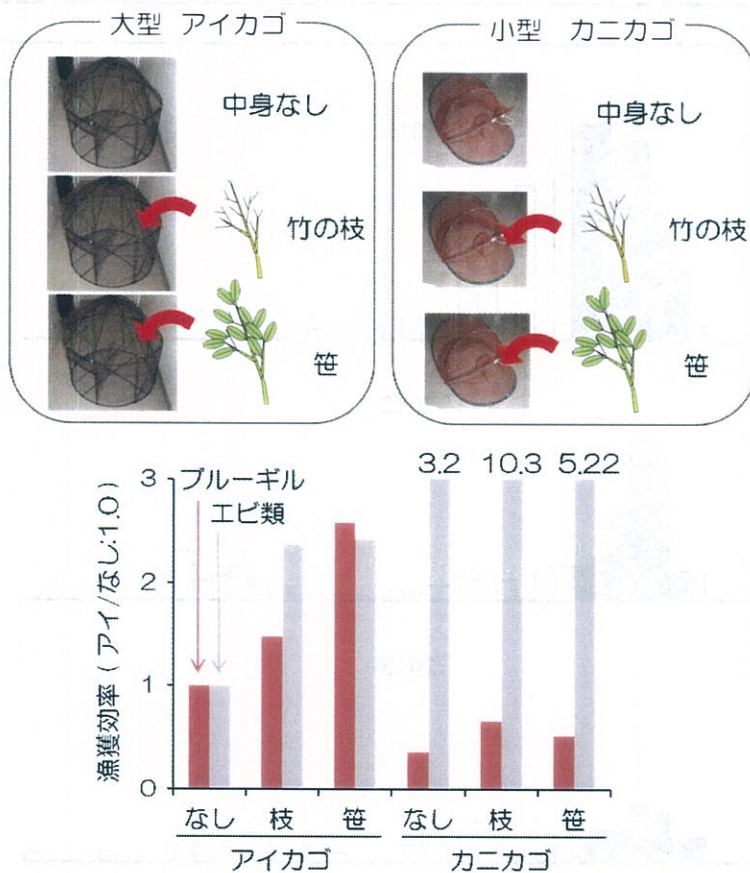 大型 アイカゴ
中身なし
竹の枝
笹
小型 カニカゴ
中身なし
竹の枝
笹
漁獲効率(アイ/なし:1.0)
3
2
1
0
ブルーギル
エビ類
3.2 10.3 5.22
なし 枝 笹 なし 枝 笹
アイカゴ カニカゴ